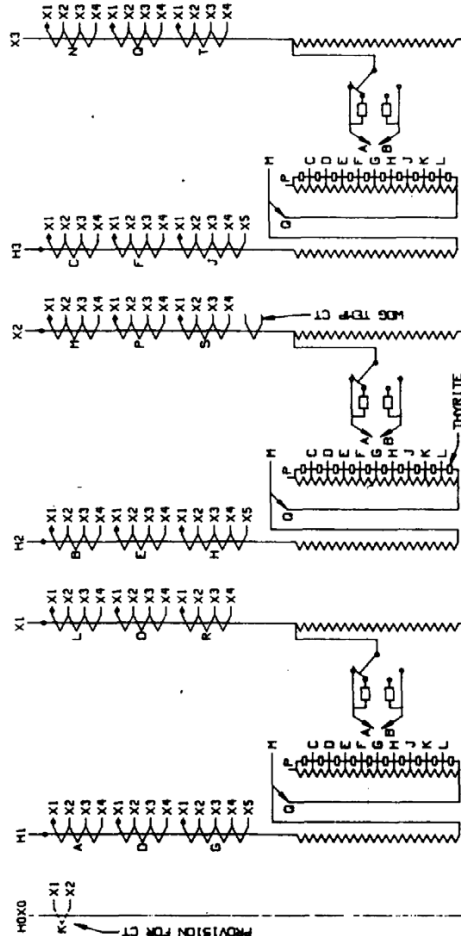 X3
X1
X2
X3
X4
N
X1
X2
X3
X4
Q
X1
X2
X3
X4
T
A
B
H3
X1
X2
X3
X4
C
X1
X2
X3
X4
F
X1
X2
X3
X4
X5
J
M
Q
P
C
D
E
F
G
H
J
K
L
X2
X1
X2
X3
X4
M
X1
X2
X3
X4
P
X1
X2
X3
X4
S
WDG TEMP CT
A
B
H2
X1
X2
X3
X4
B
X1
X2
X3
X4
E
X1
X2
X3
X4
X5
H
M
Q
P
C
D
E
F
G
H
J
K
L
THYRITE
X1
X1
X2
X3
X4
L
X1
X2
X3
X4
O
X1
X2
X3
X4
R
A
B
H1
X1
X2
X3
X4
A
X1
X2
X3
X4
D
X1
X2
X3
X4
X5
G
M
Q
P
C
D
E
F
G
H
J
K
L
H0X0
X1
X2
K
PROVISION FOR CT